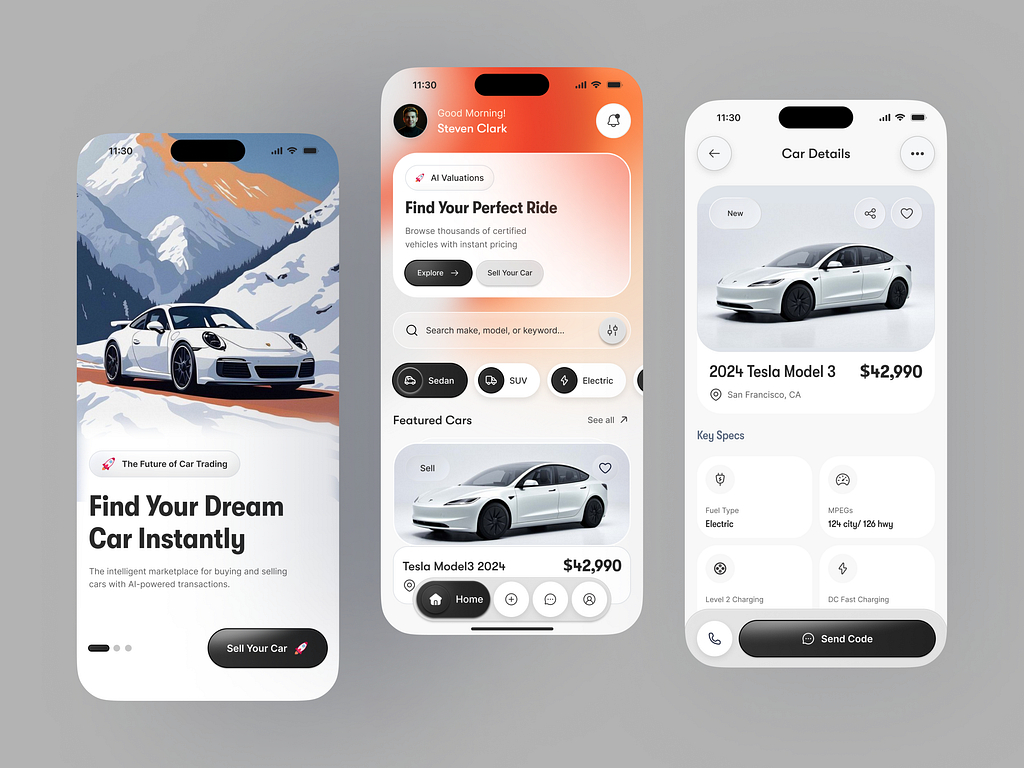 11:30
The Future of Car Trading
Find Your Dream
Car Instantly
The intelligent marketplace for buying and selling
cars with AI-powered transactions.
Sell Your Car
11:30
Good Morning!
Steven Clark
AI Valuations
Find Your Perfect Ride
Browse thousands of certified
vehicles with instant pricing
Explore
Sell Your Car
Search make, model, or keyword...
Sedan
SUV
Electric
Featured Cars
See all
Sell
Tesla Model3 2024
$42,990
Home
11:30
Car Details
New
2024 Tesla Model 3
$42,990
San Francisco, CA
Key Specs
Fuel Type
Electric
MPEGs
124 city/ 126 hwy
Level 2 Charging
DC Fast Charging
Send Code